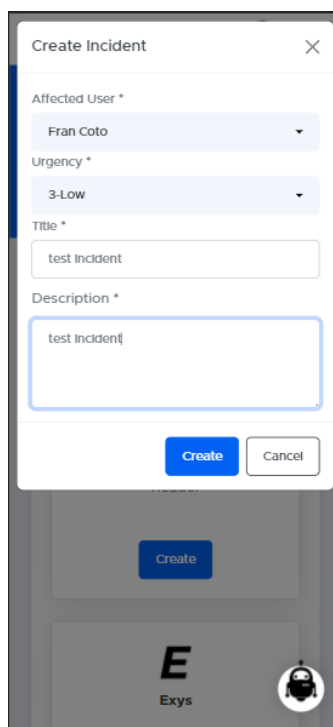 Create Incident
Affected User *
Fran Coto
Urgency *
3-Low
Title *
test Incident
Description *
test Incident
Create
Cancel
Create
E
Exys